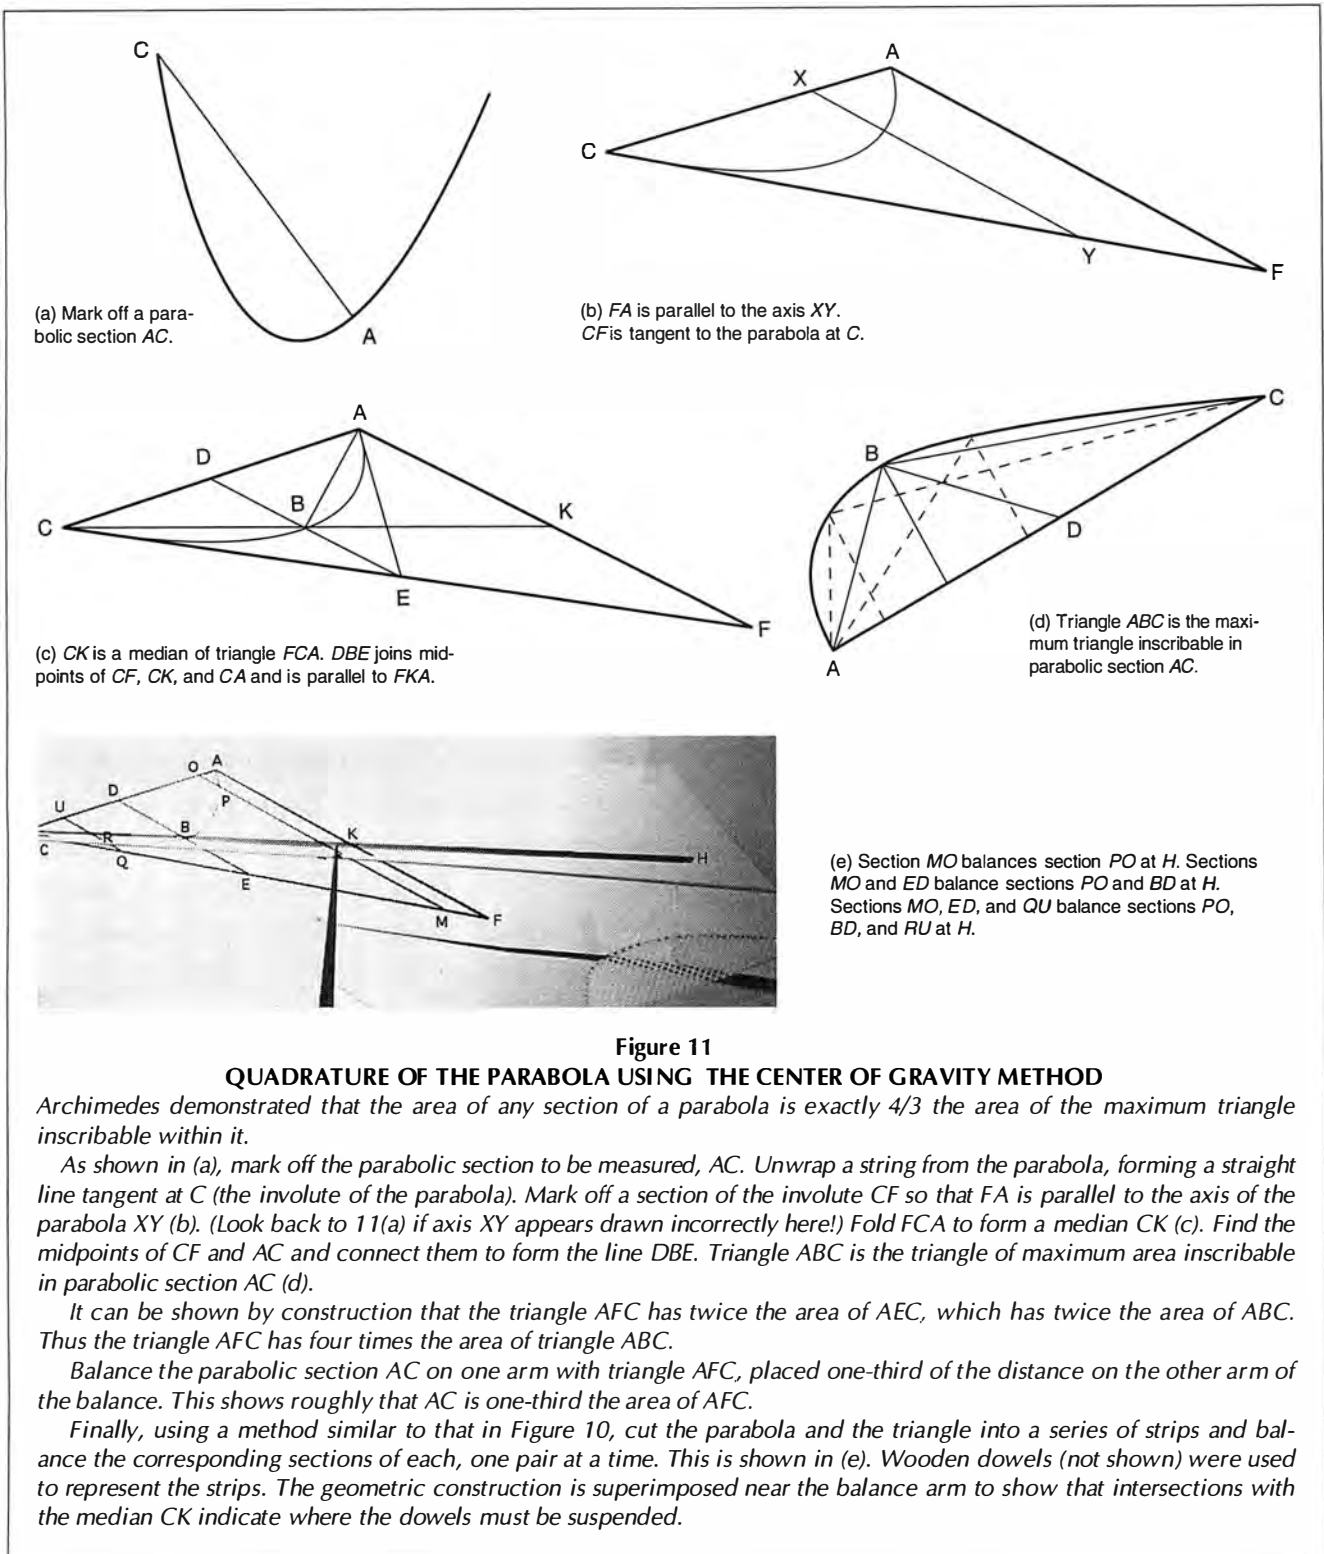 C
A
(a) Mark off a para-
bolic section AC.
A
X
C
Y
F
(b) FA is parallel to the axis XY.
CF is tangent to the parabola at C.
A
D
B
K
C
E
F
(c) CK is a median of triangle FCA. DBE joins mid-
points of CF, CK, and CA and is parallel to FKA.
C
B
D
A
(d) Triangle ABC is the maxi-
mum triangle inscribable in
parabolic section AC.
O A
D
P
U
B
K
R
C
Q
H
E
M
F
(e) Section MO balances section PO at H. Sections
MO and ED balance sections PO and BD at H.
Sections MO, ED, and QU balance sections PO,
BD, and RU at H.
Figure 11
QUADRATURE OF THE PARABOLA USING THE CENTER OF GRAVITY METHOD
Archimedes demonstrated that the area of any section of a parabola is exactly 4/3 the area of the maximum triangle
inscribable within it.
As shown in (a), mark off the parabolic section to be measured, AC. Unwrap a string from the parabola, forming a straight
line tangent at C (the involute of the parabola). Mark off a section of the involute CF so that FA is parallel to the axis of the
parabola XY (b). (Look back to 11(a) if axis XY appears drawn incorrectly here!) Fold FCA to form a median CK (c). Find the
midpoints of CF and AC and connect them to form the line DBE. Triangle ABC is the triangle of maximum area inscribable
in parabolic section AC (d).
It can be shown by construction that the triangle AFC has twice the area of AEC, which has twice the area of ABC.
Thus the triangle AFC has four times the area of triangle ABC.
Balance the parabolic section AC on one arm with triangle AFC, placed one-third of the distance on the other arm of
the balance. This shows roughly that AC is one-third the area of AFC.
Finally, using a method similar to that in Figure 10, cut the parabola and the triangle into a series of strips and bal-
ance the corresponding sections of each, one pair at a time. This is shown in (e). Wooden dowels (not shown) were used
to represent the strips. The geometric construction is superimposed near the balance arm to show that intersections with
the median CK indicate where the dowels must be suspended.